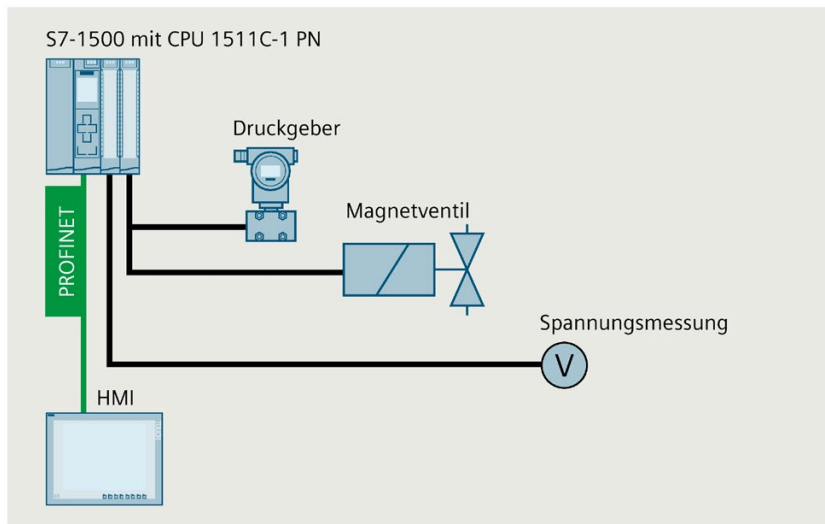 S7-1500 mit CPU 1511C-1 PN
Druckgeber
Magnetventil
PROFINET
Spannungsmessung
V
HMI